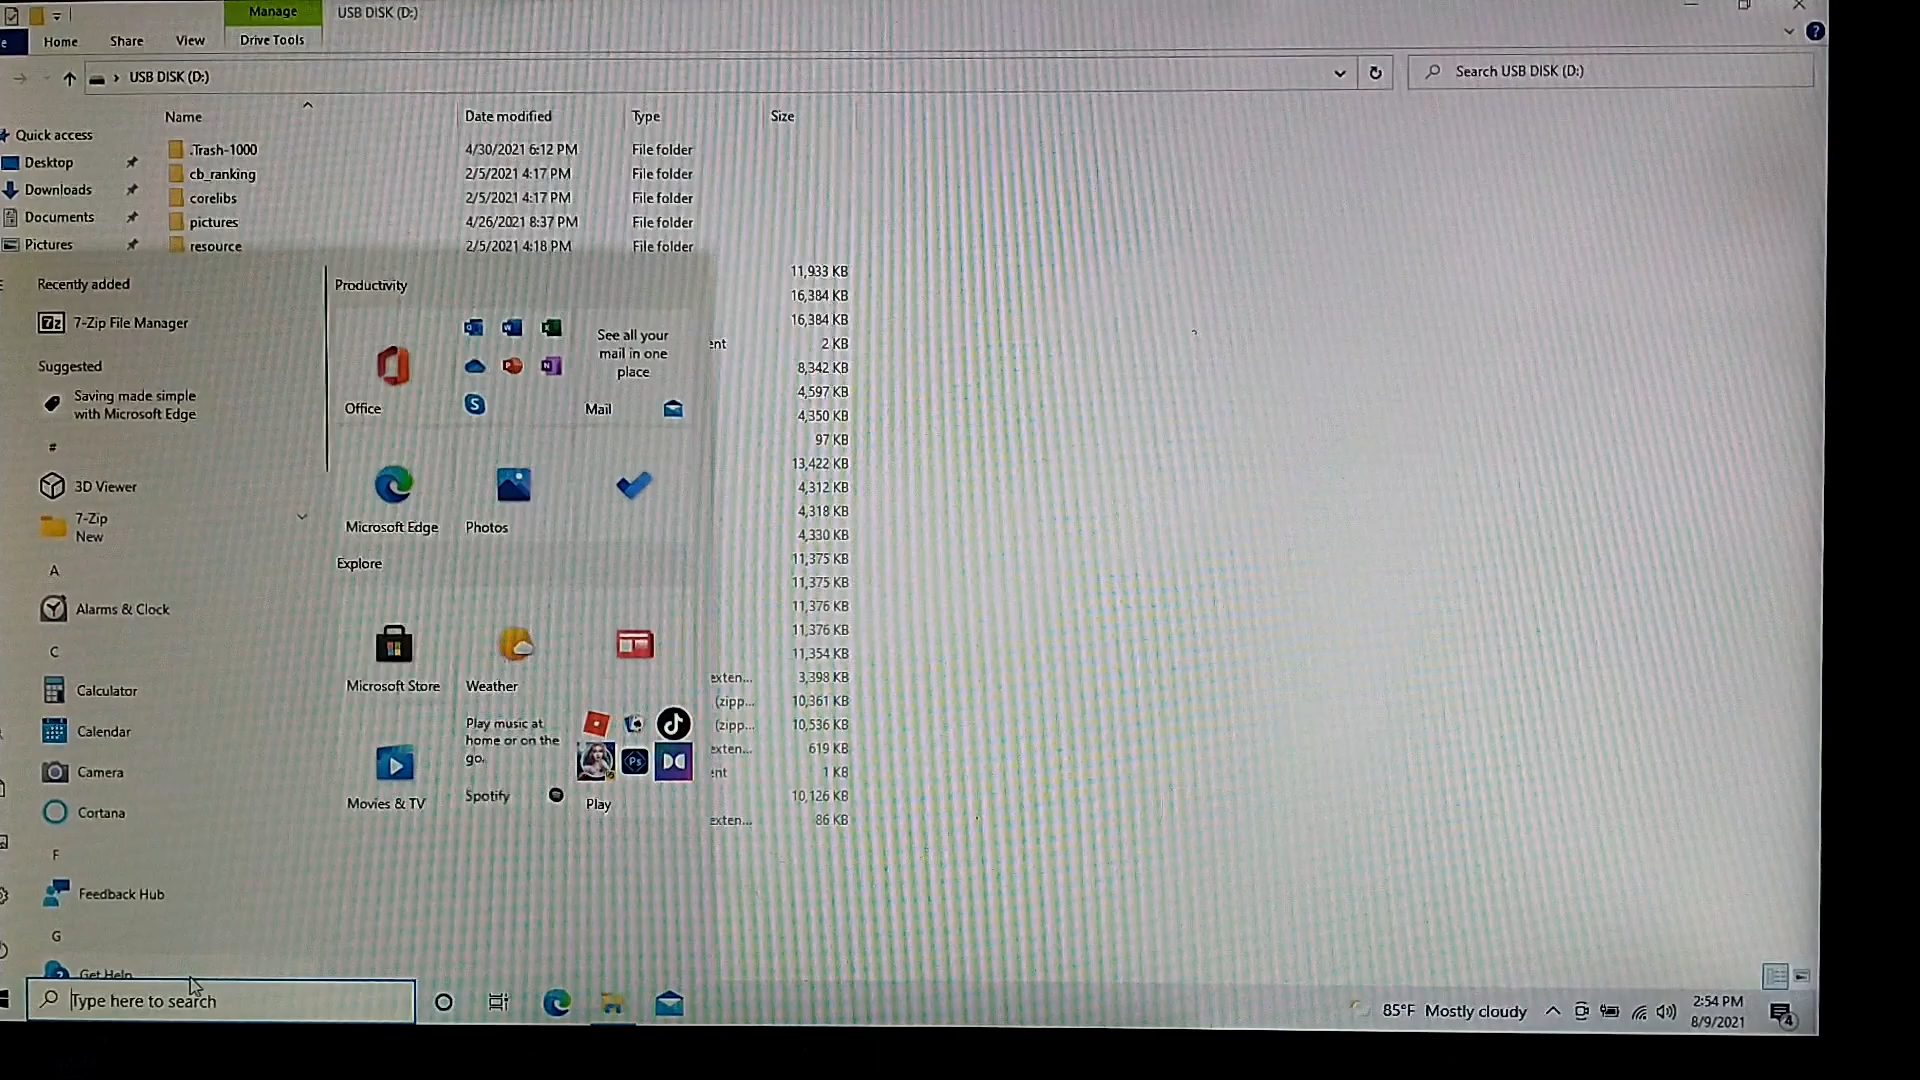 Manage
USB DISK (D:)
Home
Share
View
Drive Tools
USB DISK (D:)
Search USB DISK (D:)
Name
Date modified
Type
Size
Quick access
Desktop
Downloads
Documents
Pictures
.Trash-1000
4/30/2021 6:12 PM
File folder
cb_ranking
2/5/2021 4:17 PM
File folder
corelibs
2/5/2021 4:17 PM
File folder
pictures
4/26/2021 8:37 PM
File folder
resource
2/5/2021 4:18 PM
File folder
11,933 KB
16,384 KB
16,384 KB
ent
2 KB
8,342 KB
4,597 KB
4,350 KB
97 KB
13,422 KB
4,312 KB
4,318 KB
4,330 KB
11,375 KB
11,375 KB
11,376 KB
11,376 KB
11,354 KB
exten...
3,398 KB
(zipp...
10,361 KB
(zipp...
10,536 KB
exten...
619 KB
ent
1 KB
10,126 KB
exten...
86 KB
Recently added
7z
7-Zip File Manager
Suggested
Saving made simple
with Microsoft Edge
#
3D Viewer
7-Zip
New
A
Alarms & Clock
C
Calculator
Calendar
Camera
Cortana
F
Feedback Hub
G
Get Help
Productivity
Office
See all your
mail in one
place
Mail
Microsoft Edge
Photos
Explore
Microsoft Store
Weather
Movies & TV
Play music at
home or on the
go.
Spotify
Ps
Play
Type here to search
85°F Mostly cloudy
2:54 PM
8/9/2021
4